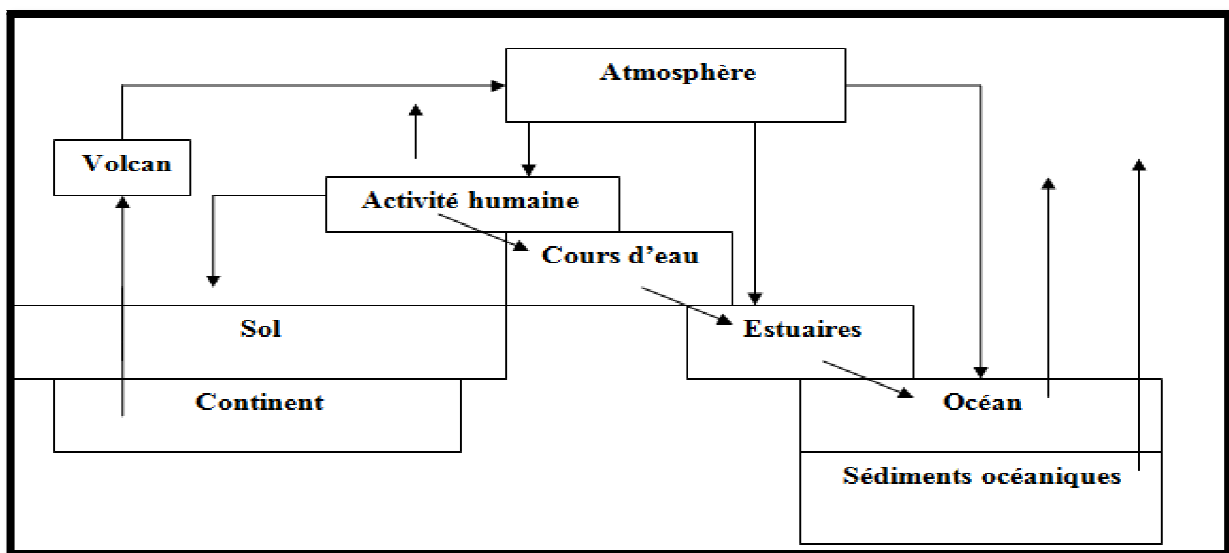 Atmosphère
Volcan
Activité humaine
Cours d’eau
Sol
Estuaires
Continent
Océan
Sédiments océaniques